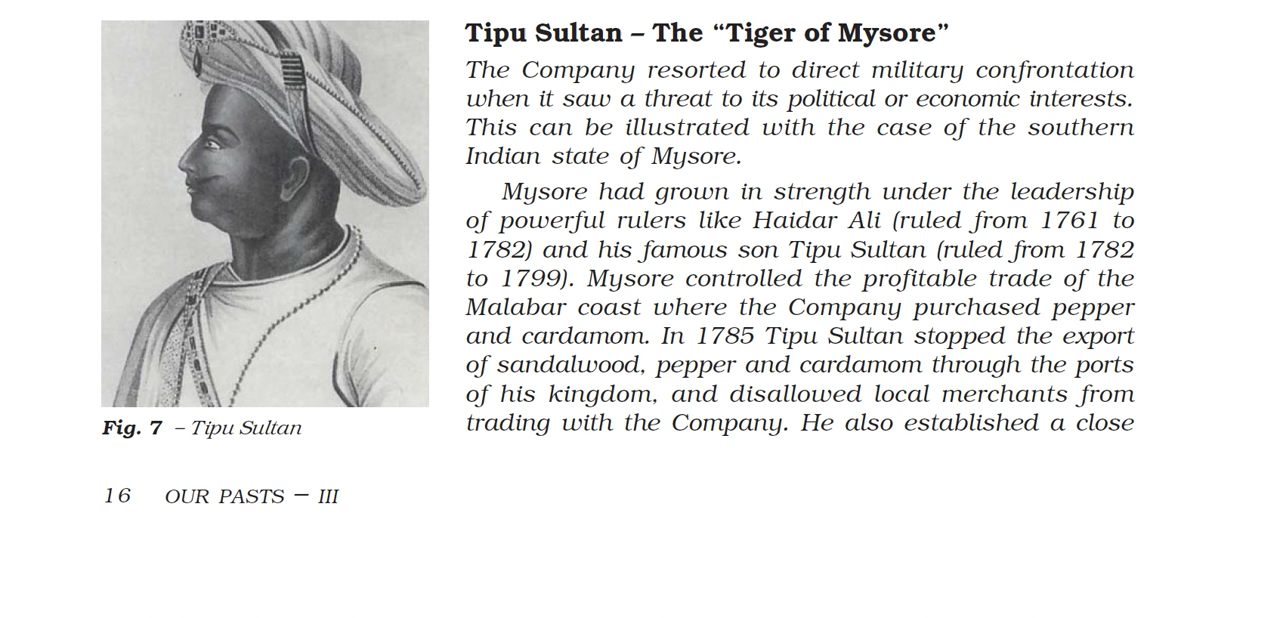 Tipu Sultan – The “Tiger of Mysore”
The Company resorted to direct military confrontation
when it saw a threat to its political or economic interests.
This can be illustrated with the case of the southern
Indian state of Mysore.
Mysore had grown in strength under the leadership
of powerful rulers like Haidar Ali (ruled from 1761 to
1782) and his famous son Tipu Sultan (ruled from 1782
to 1799). Mysore controlled the profitable trade of the
Malabar coast where the Company purchased pepper
and cardamom. In 1785 Tipu Sultan stopped the export
of sandalwood, pepper and cardamom through the ports
of his kingdom, and disallowed local merchants from
trading with the Company. He also established a close
Fig. 7 – Tipu Sultan
16 OUR PASTS – III